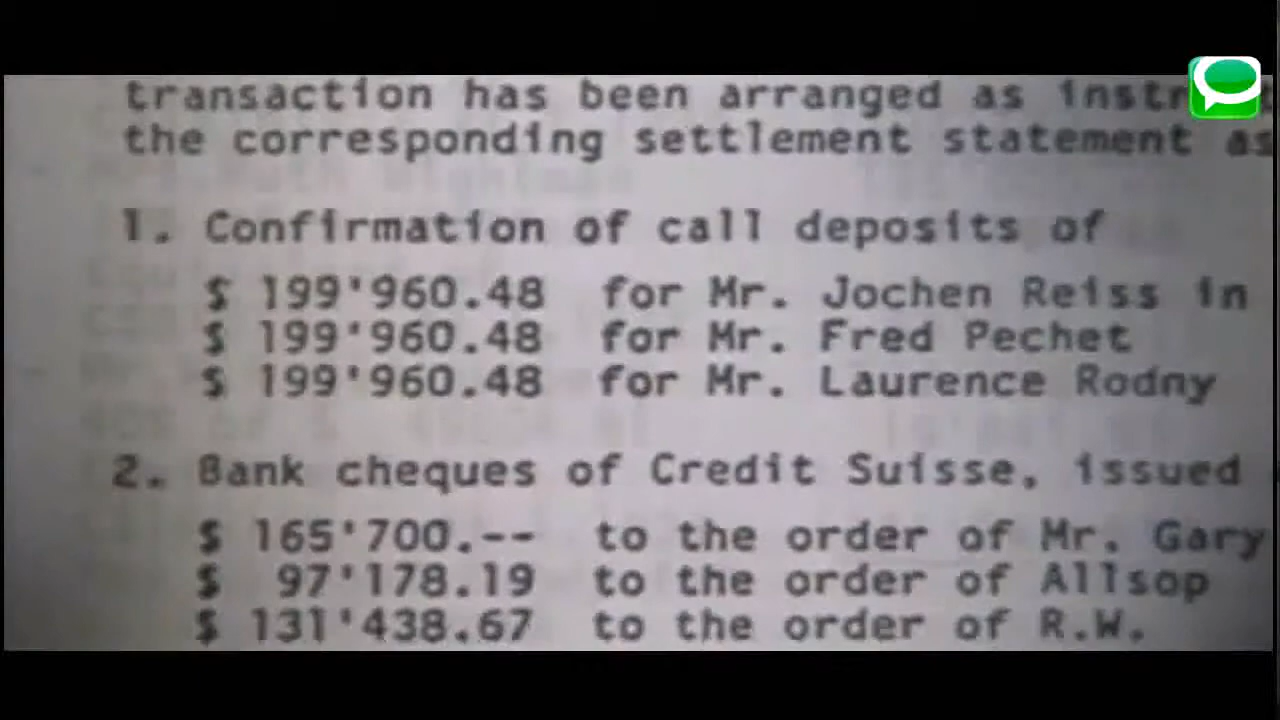 transaction has been arranged as instr
the corresponding settlement statement as
1. Confirmation of call deposits of
$ 199'960.48 for Mr. Jochen Reiss in
$ 199'960.48 for Mr. Fred Pechet
$ 199'960.48 for Mr. Laurence Rodny
2. Bank cheques of Credit Suisse, issued
$ 165'700.-- to the order of Mr. Gary
$ 97'178.19 to the order of Allsop
$ 131'438.67 to the order of R.W.